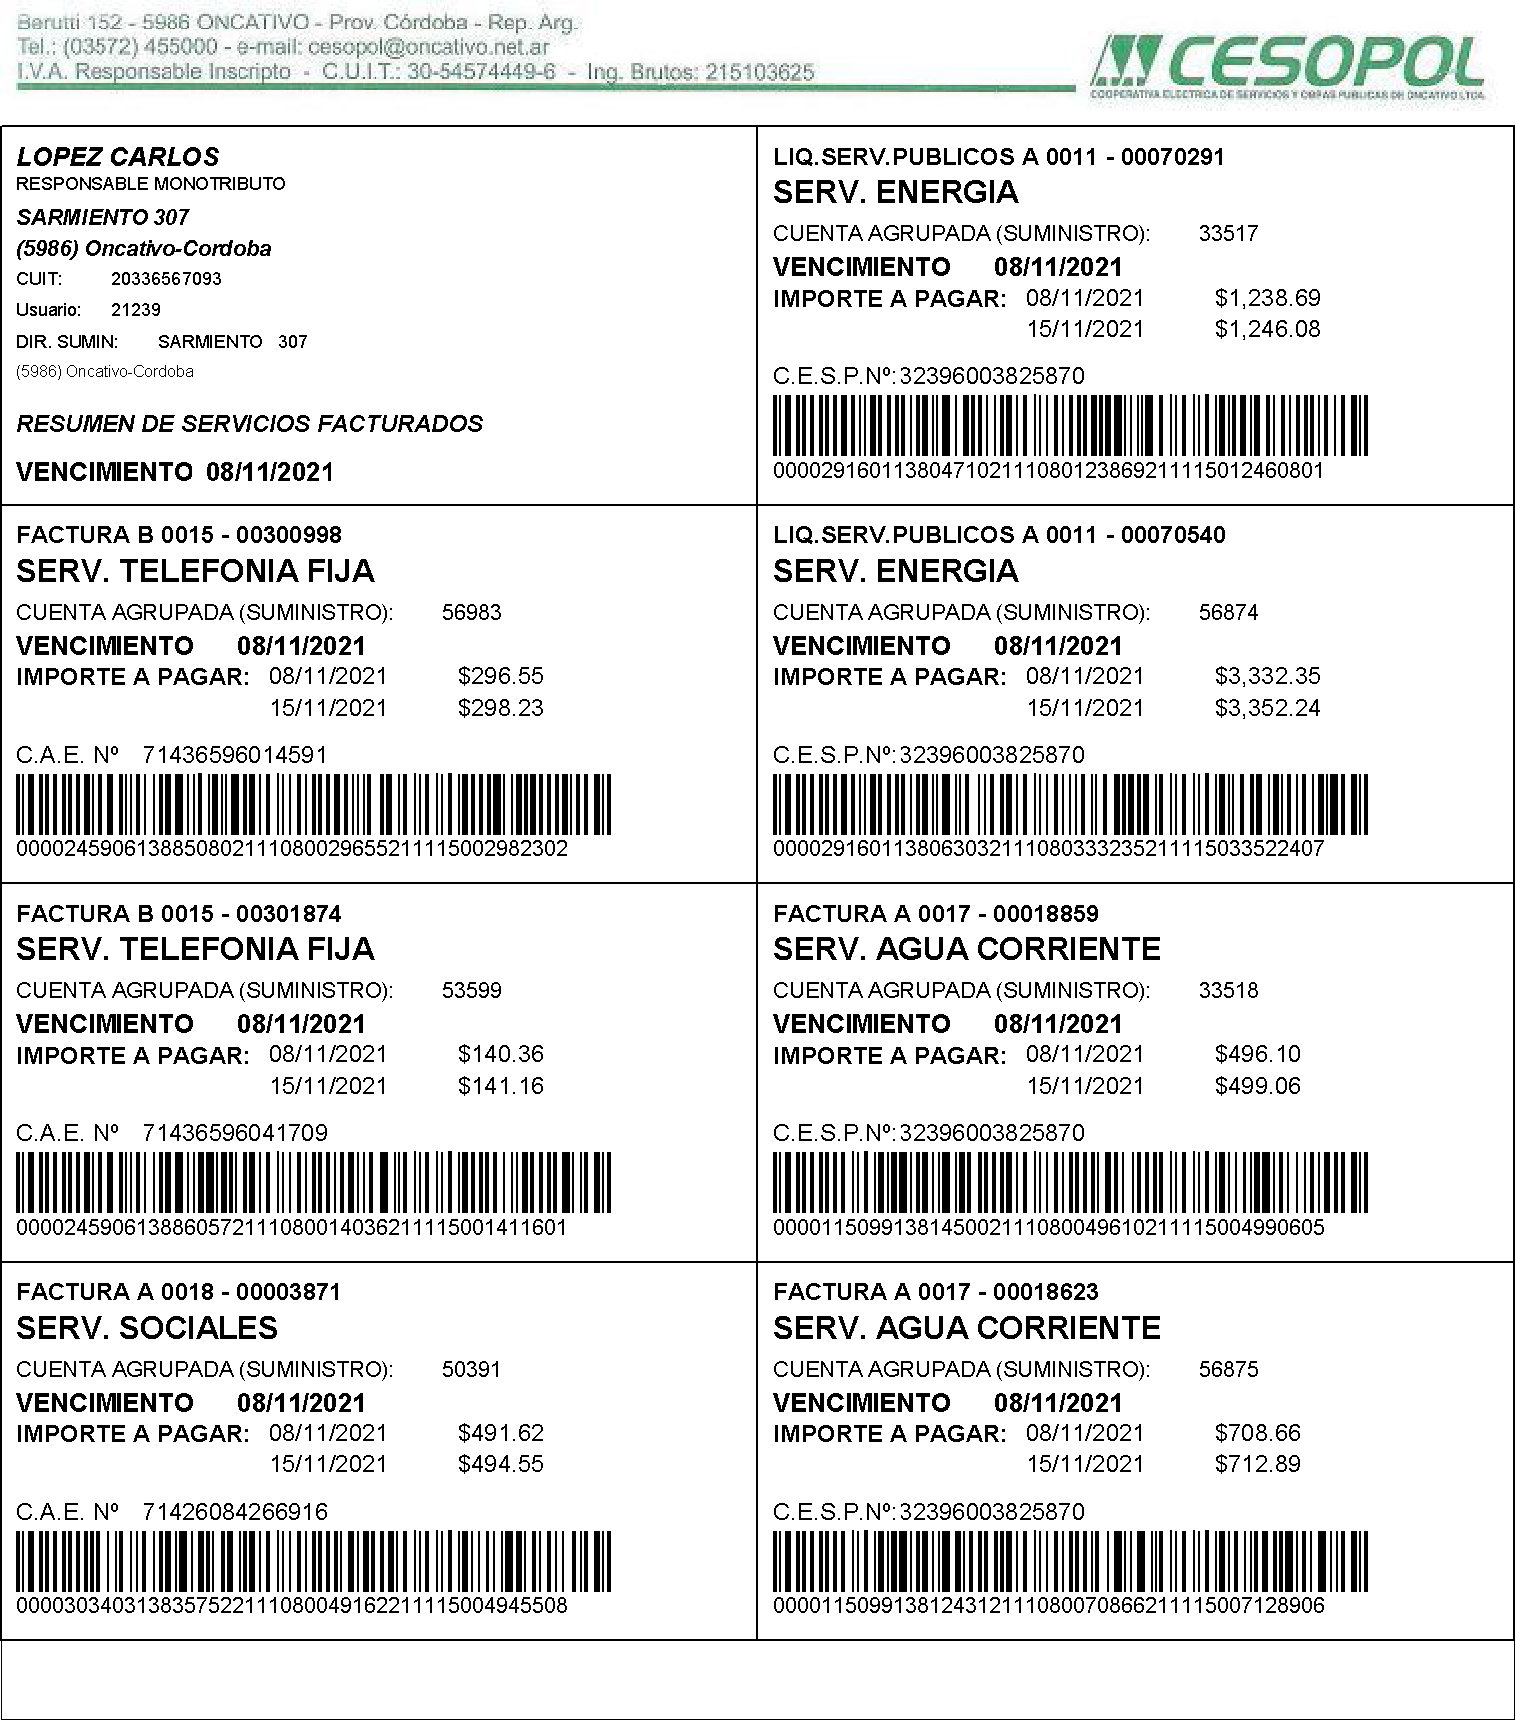 Berutti 152 - 5986 ONCATIVO - Prov. Córdoba - Rep. Arg.
Tel.: (03572) 455000 - e-mail: cesopol@oncativo.net.ar
I.V.A. Responsable Inscripto - C.U.I.T.: 30-54574449-6 - Ing. Brutos: 215103625
CESOPOL
COOPERATIVA ELECTRICA DE SERVICIOS Y OBRAS PUBLICAS DE ONCATIVO LTDA.
LOPEZ CARLOS
RESPONSABLE MONOTRIBUTO
SARMIENTO 307
(5986) Oncativo-Cordoba
CUIT: 20336567093
Usuario: 21239
DIR. SUMIN: SARMIENTO 307
(5986) Oncativo-Cordoba
RESUMEN DE SERVICIOS FACTURADOS
VENCIMIENTO 08/11/2021
LIQ.SERV.PUBLICOS A 0011 - 00070291
SERV. ENERGIA
CUENTA AGRUPADA (SUMINISTRO): 33517
VENCIMIENTO 08/11/2021
IMPORTE A PAGAR: 08/11/2021 $1,238.69
15/11/2021 $1,246.08
C.E.S.P.Nº: 32396003825870
00002916011380471021110801238692111150124608​01
FACTURA B 0015 - 00300998
SERV. TELEFONIA FIJA
CUENTA AGRUPADA (SUMINISTRO): 56983
VENCIMIENTO 08/11/2021
IMPORTE A PAGAR: 08/11/2021 $296.55
15/11/2021 $298.23
C.A.E. Nº 71436596014591
00002459061388508021110800296552111150029823​02
LIQ.SERV.PUBLICOS A 0011 - 00070540
SERV. ENERGIA
CUENTA AGRUPADA (SUMINISTRO): 56874
VENCIMIENTO 08/11/2021
IMPORTE A PAGAR: 08/11/2021 $3,332.35
15/11/2021 $3,352.24
C.E.S.P.Nº: 32396003825870
00002916011380630321110803332352111150335224​07
FACTURA B 0015 - 00301874
SERV. TELEFONIA FIJA
CUENTA AGRUPADA (SUMINISTRO): 53599
VENCIMIENTO 08/11/2021
IMPORTE A PAGAR: 08/11/2021 $140.36
15/11/2021 $141.16
C.A.E. Nº 71436596041709
00002459061388605721110800140362111150014116​01
FACTURA A 0017 - 00018859
SERV. AGUA CORRIENTE
CUENTA AGRUPADA (SUMINISTRO): 33518
VENCIMIENTO 08/11/2021
IMPORTE A PAGAR: 08/11/2021 $496.10
15/11/2021 $499.06
C.E.S.P.Nº: 32396003825870
00001150991381450021110800496102111150049906​05
FACTURA A 0018 - 00003871
SERV. SOCIALES
CUENTA AGRUPADA (SUMINISTRO): 50391
VENCIMIENTO 08/11/2021
IMPORTE A PAGAR: 08/11/2021 $491.62
15/11/2021 $494.55
C.A.E. Nº 71426084266916
00003034031383575221110800491622111150049455​08
FACTURA A 0017 - 00018623
SERV. AGUA CORRIENTE
CUENTA AGRUPADA (SUMINISTRO): 56875
VENCIMIENTO 08/11/2021
IMPORTE A PAGAR: 08/11/2021 $708.66
15/11/2021 $712.89
C.E.S.P.Nº: 32396003825870
00001150991381243121110800708662111150071289​06